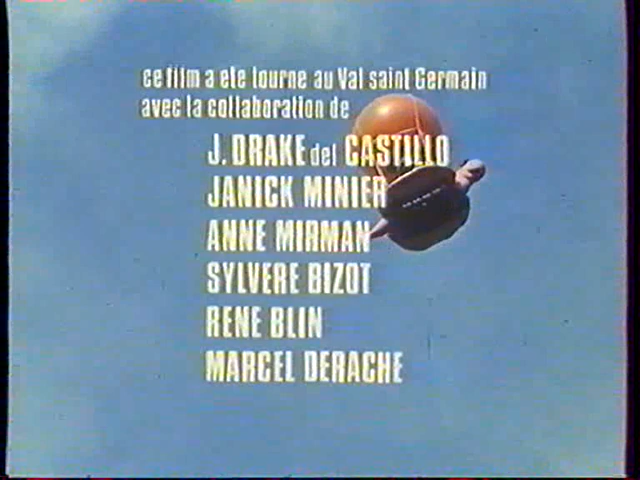 ce film a ete tourne au Val saint Germain
avec la collaboration de
J. DRAKE del CASTILLO
JANICK MINIER
ANNE MIRMAN
SYLVERE BIZOT
RENE BLIN
MARCEL DERACHE